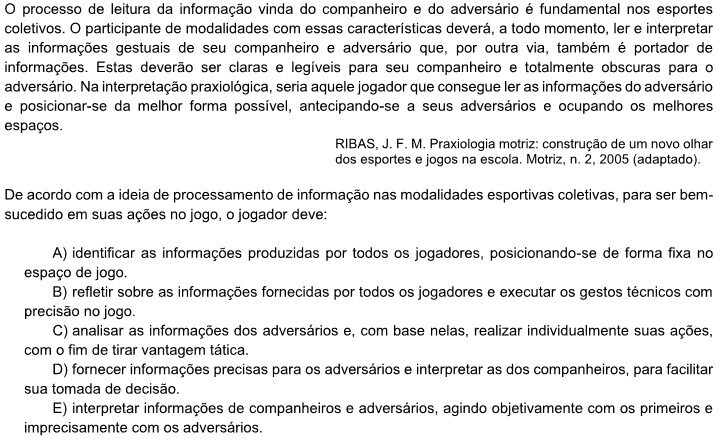 O processo de leitura da informação vinda do companheiro e do adversário é fundamental nos esportes
coletivos. O participante de modalidades com essas características deverá, a todo momento, ler e interpretar
as informações gestuais de seu companheiro e adversário que, por outra via, também é portador de
informações. Estas deverão ser claras e legíveis para seu companheiro e totalmente obscuras para o
adversário. Na interpretação praxiológica, seria aquele jogador que consegue ler as informações do adversário
e posicionar-se da melhor forma possível, antecipando-se a seus adversários e ocupando os melhores
espaços.
RIBAS, J. F. M. Praxiologia motriz: construção de um novo olhar
dos esportes e jogos na escola. Motriz, n. 2, 2005 (adaptado).
De acordo com a ideia de processamento de informação nas modalidades esportivas coletivas, para ser bem-
sucedido em suas ações no jogo, o jogador deve:
A) identificar as informações produzidas por todos os jogadores, posicionando-se de forma fixa no
espaço de jogo.
B) refletir sobre as informações fornecidas por todos os jogadores e executar os gestos técnicos com
precisão no jogo.
C) analisar as informações dos adversários e, com base nelas, realizar individualmente suas ações,
com o fim de tirar vantagem tática.
D) fornecer informações precisas para os adversários e interpretar as dos companheiros, para facilitar
sua tomada de decisão.
E) interpretar informações de companheiros e adversários, agindo objetivamente com os primeiros e
imprecisamente com os adversários.